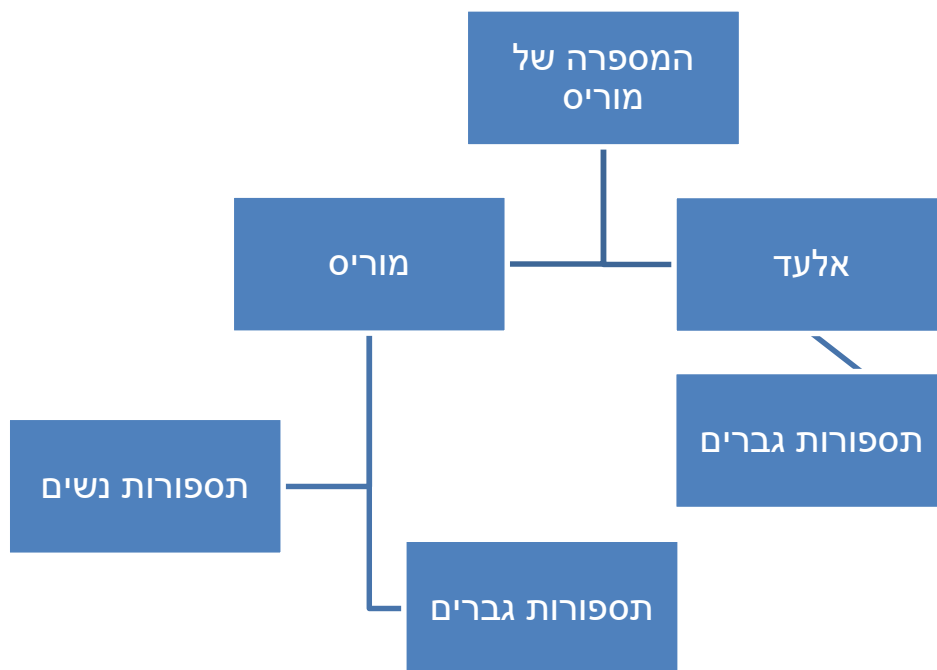 המספרה של
מוריס
אלעד
מוריס
תספורות גברים
תספורות נשים
תספורות גברים